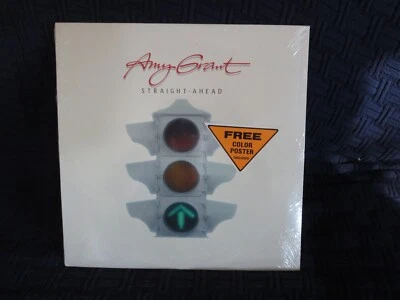 Amy Grant
STRAIGHT-AHEAD
FREE
COLOR
POSTER